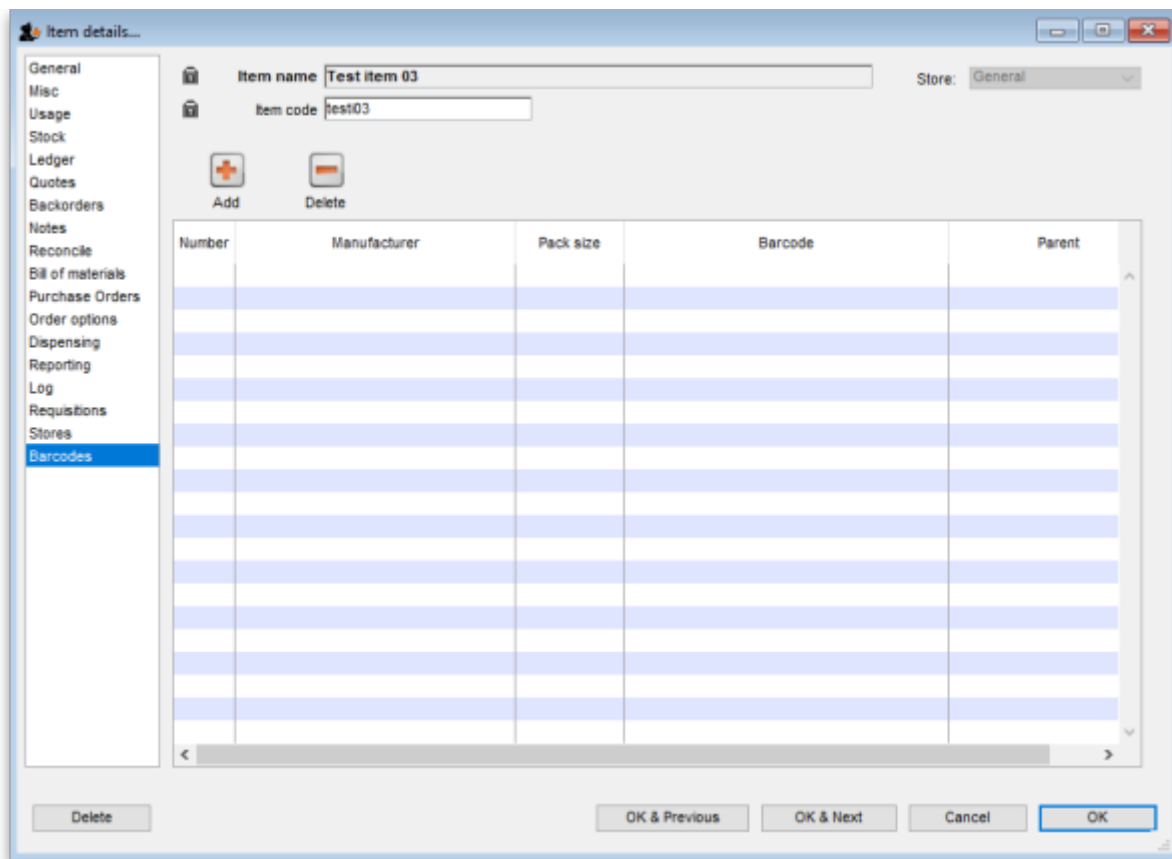 Item details...
General
Misc
Usage
Stock
Ledger
Quotes
Backorders
Notes
Reconcile
Bill of materials
Purchase Orders
Order options
Dispensing
Reporting
Log
Requisitions
Stores
Barcodes
Item name Test item 03 Store: General
Item code testi03
Add Delete
Number Manufacturer Pack size Barcode Parent
Delete OK & Previous OK & Next Cancel OK